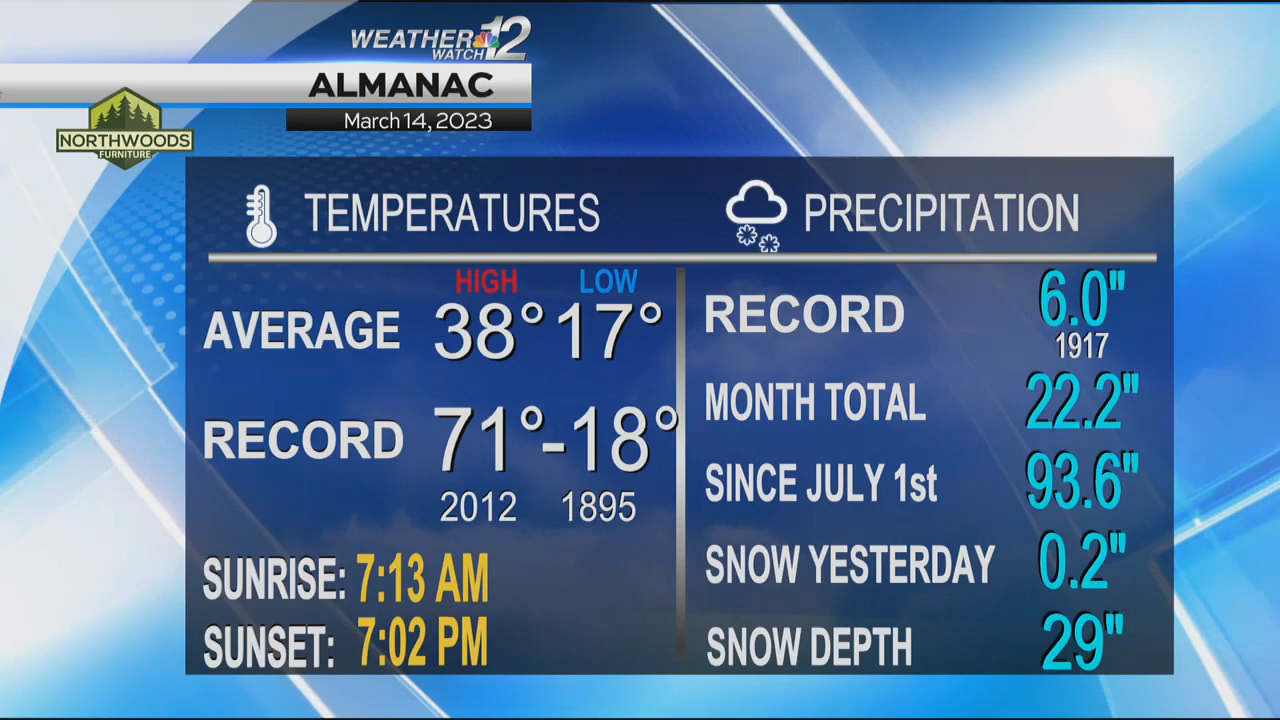 WEATHER 12
WATCH
ALMANAC
March 14, 2023
NORTHWOODS
FURNITURE
TEMPERATURES
HIGH LOW
AVERAGE 38° 17°
RECORD 71° -18°
2012 1895
SUNRISE: 7:13 AM
SUNSET: 7:02 PM
PRECIPITATION
RECORD 6.0"
1917
MONTH TOTAL 22.2"
SINCE JULY 1st 93.6"
SNOW YESTERDAY 0.2"
SNOW DEPTH 29"